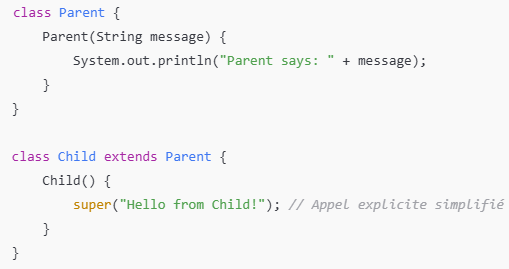 class Parent {
    Parent(String message) {
        System.out.println("Parent says: " + message);
    }
}

class Child extends Parent {
    Child() {
        super("Hello from Child!"); // Appel explicite simplifié
    }
}